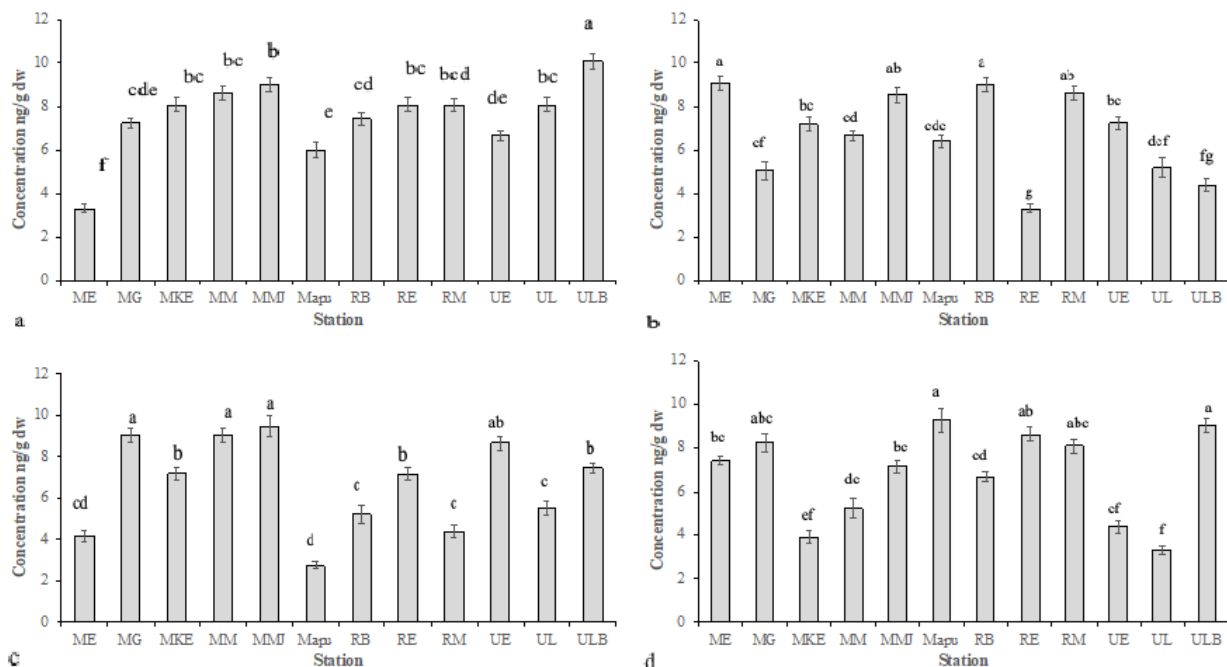 Concentration ng/g dw
12
10
8
6
4
2
0
f cde bc bc b e cd bc bcd de bc a
ME MG MKE MM MMJ Mapu RB RE RM UE UL ULB
Station
a
Concentration ng/g dw
12
10
8
6
4
2
0
a ef bc cd ab cde a g ab bc def fg
ME MG MKE MM MMJ Mapu RB RE RM UE UL ULB
Station
b
Concentration ng/g dw
12
10
8
6
4
2
0
cd a b a a d c b c ab c b
ME MG MKE MM MMJ Mapu RB RE RM UE UL ULB
Station
c
Concentration ng/g dw
12
10
8
6
4
2
0
bc abc ef de bc a cd ab abc ef f a
ME MG MKE MM MMJ Mapu RB RE RM UE UL ULB
Station
d